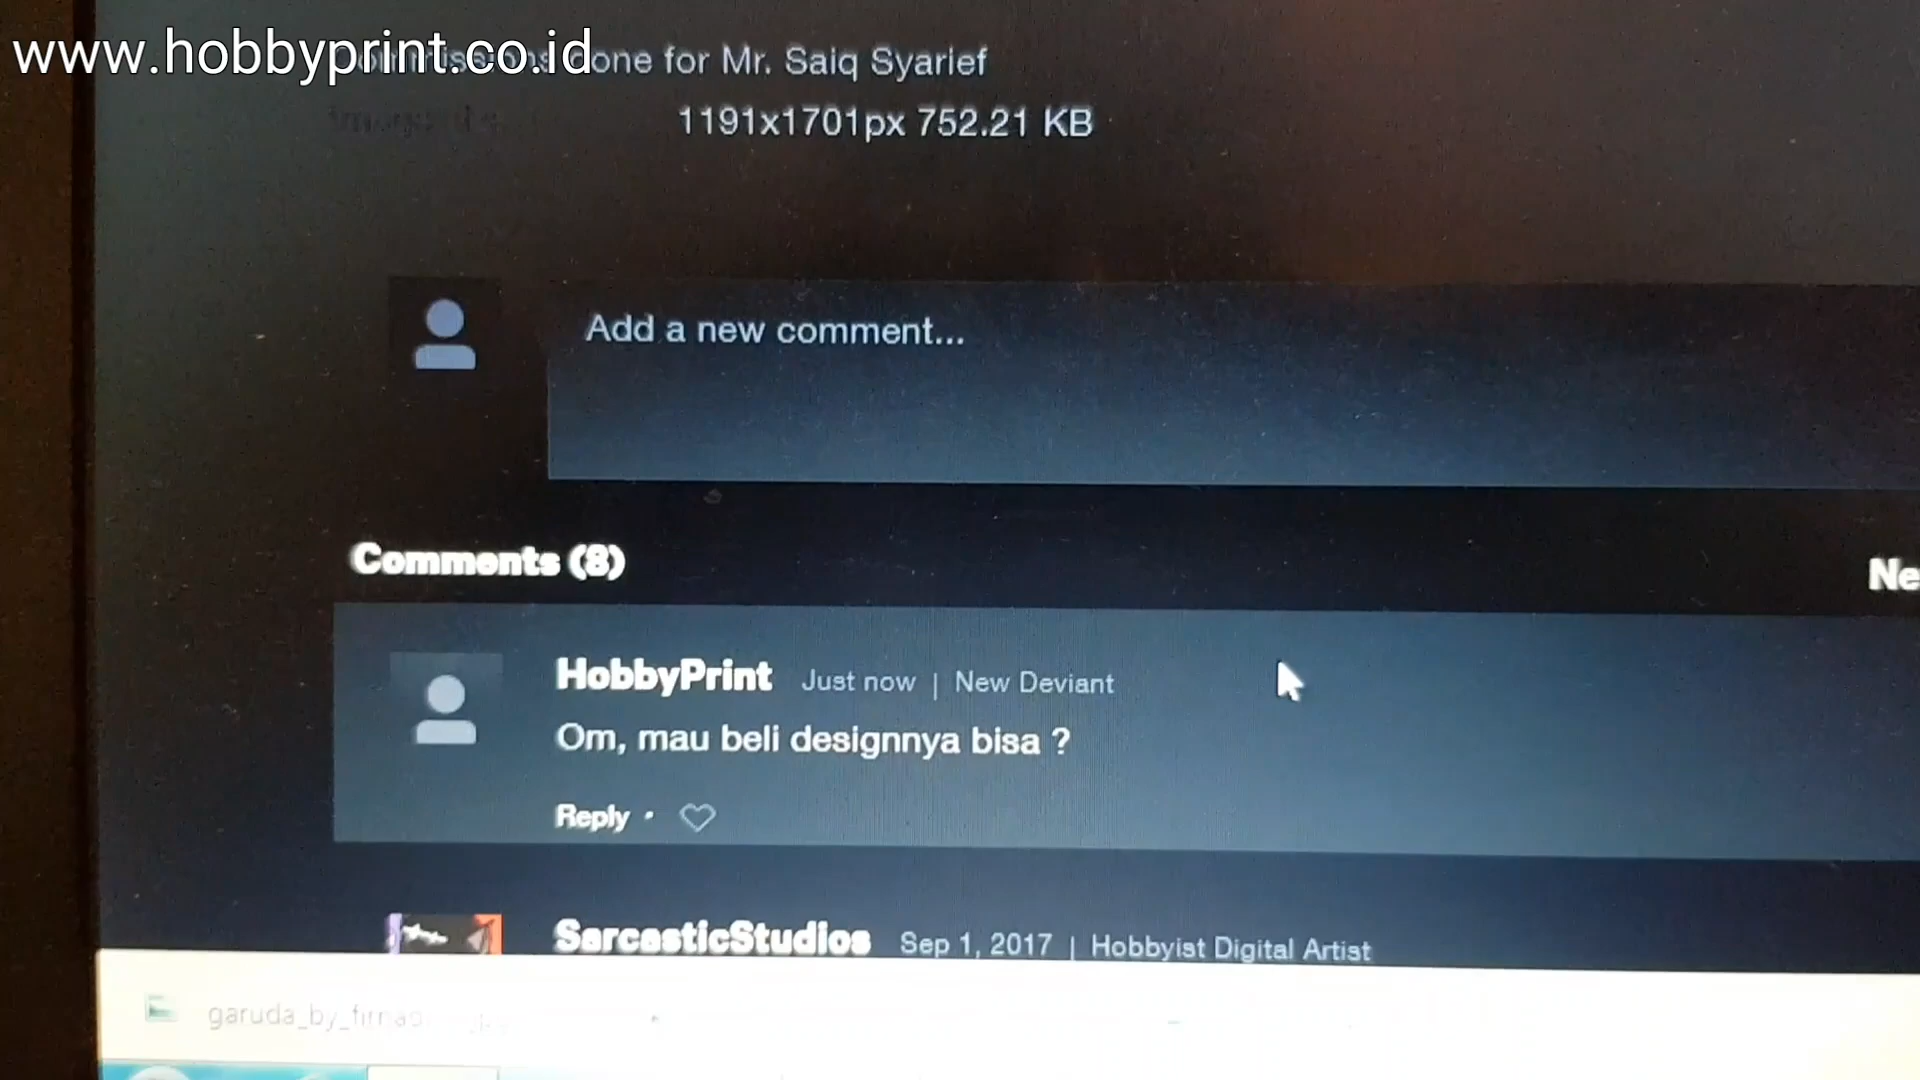 www.hobbyprint.co.id
one for Mr. Saiq Syarief
1191x1701px 752.21 KB
Add a new comment...
Comments (8)
HobbyPrint Just now | New Deviant
Om, mau beli designnya bisa ?
Reply •
SarcasticStudios Sep 1, 2017 | Hobbyist Digital Artist